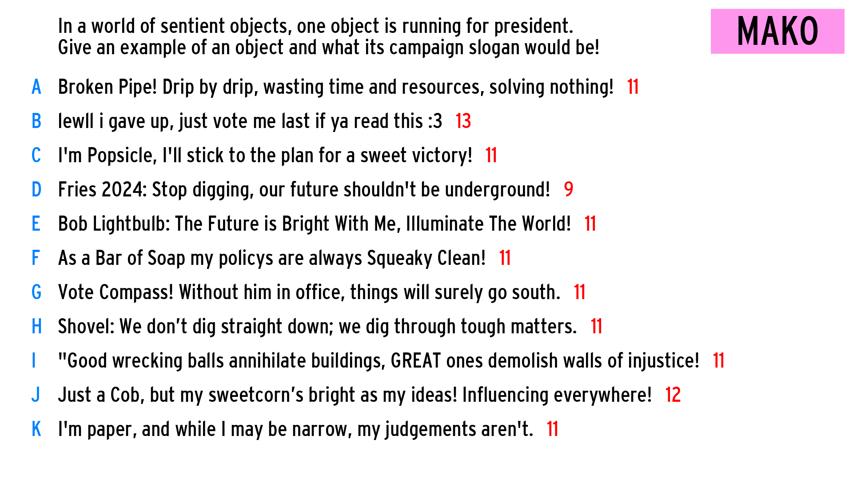 In a world of sentient objects, one object is running for president.
Give an example of an object and what its campaign slogan would be!
MAKO
A Broken Pipe! Drip by drip, wasting time and resources, solving nothing! 11
B lewll i gave up, just vote me last if ya read this :3 13
C I'm Popsicle, I'll stick to the plan for a sweet victory! 11
D Fries 2024: Stop digging, our future shouldn't be underground! 9
E Bob Lightbulb: The Future is Bright With Me, Illuminate The World! 11
F As a Bar of Soap my policys are always Squeaky Clean! 11
G Vote Compass! Without him in office, things will surely go south. 11
H Shovel: We don’t dig straight down; we dig through tough matters. 11
I "Good wrecking balls annihilate buildings, GREAT ones demolish walls of injustice! 11
J Just a Cob, but my sweetcorn’s bright as my ideas! Influencing everywhere! 12
K I'm paper, and while I may be narrow, my judgements aren't. 11